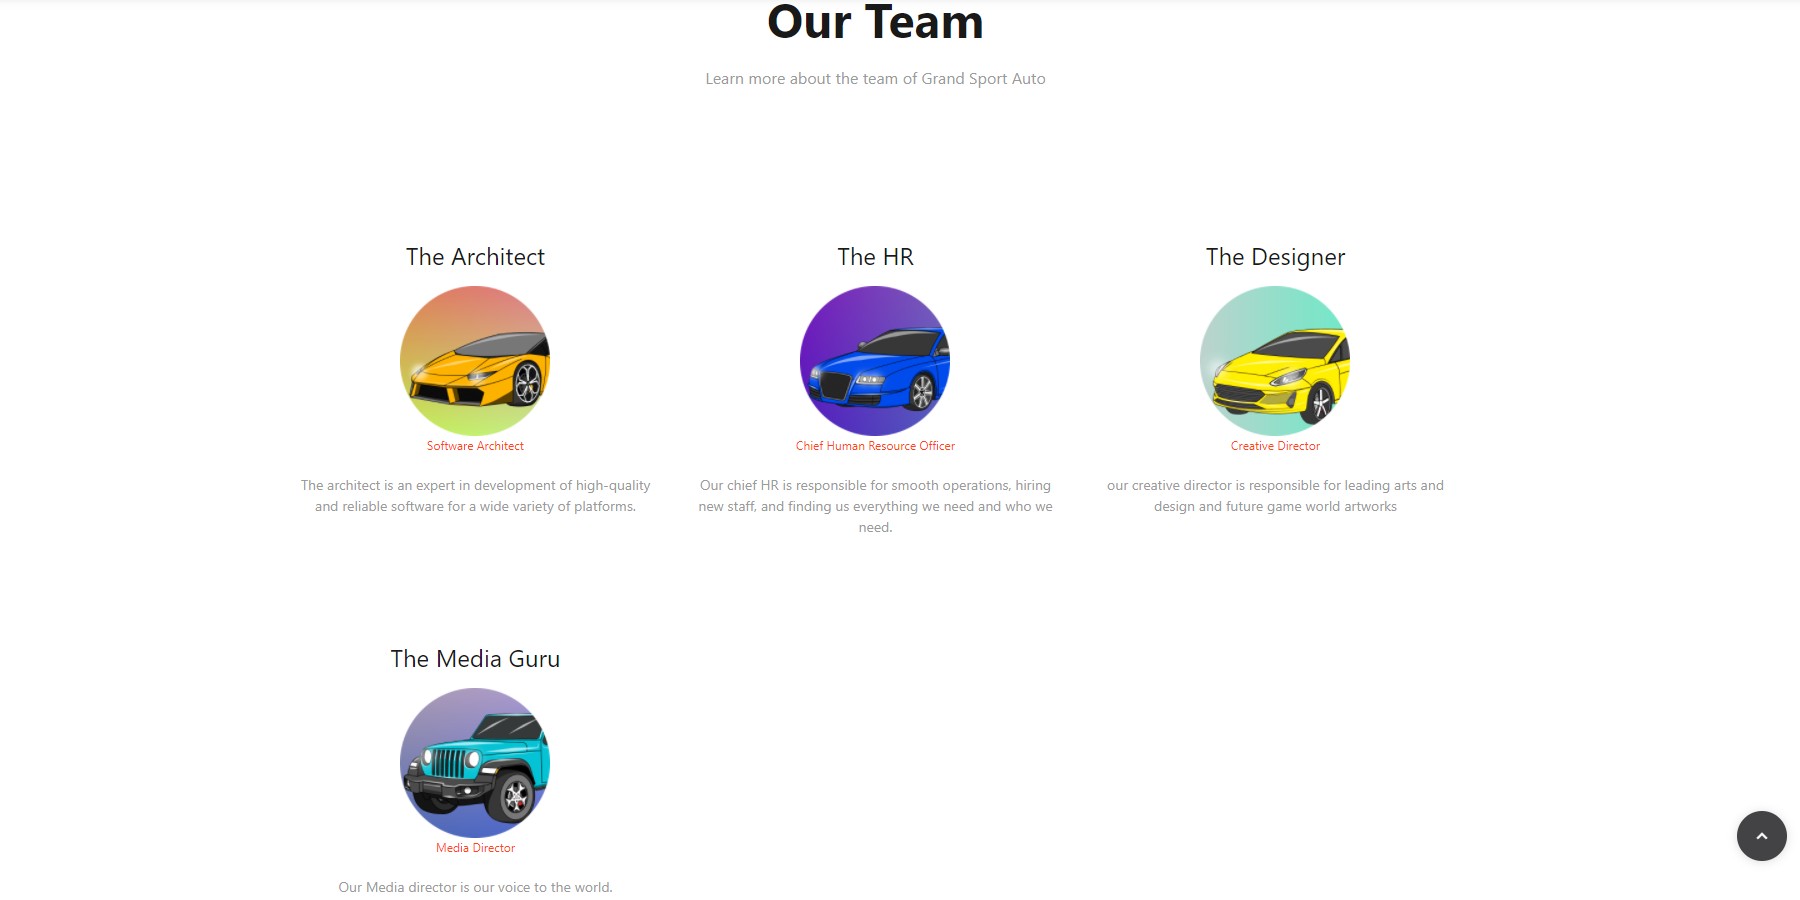 Our Team
Learn more about the team of Grand Sport Auto
The Architect
Software Architect
The architect is an expert in development of high-quality
and reliable software for a wide variety of platforms.
The HR
Chief Human Resource Officer
Our chief HR is responsible for smooth operations, hiring
new staff, and finding us everything we need and who we
need.
The Designer
Creative Director
our creative director is responsible for leading arts and
design and future game world artworks
The Media Guru
Media Director
Our Media director is our voice to the world.